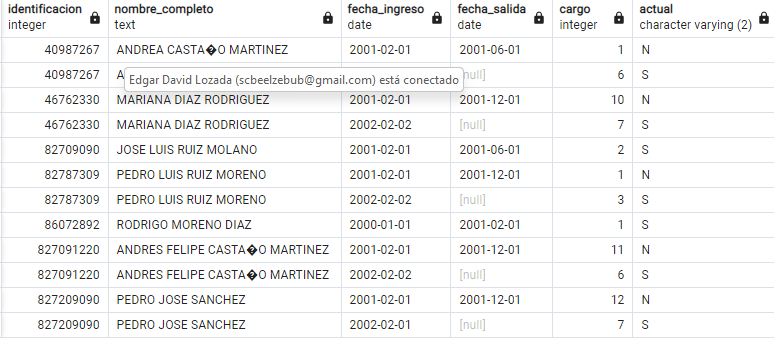 identificacion integer nombre_completo text fecha_ingreso date fecha_salida date cargo integer actual character varying (2)
40987267 ANDREA CASTA�O MARTINEZ 2001-02-01 2001-06-01 1 N
40987267 A [null] 6 S
Edgar David Lozada (scbeelzebub@gmail.com) está conectado
46762330 MARIANA DIAZ RODRIGUEZ 2001-02-01 2001-12-01 10 N
46762330 MARIANA DIAZ RODRIGUEZ 2002-02-02 [null] 7 S
82709090 JOSE LUIS RUIZ MOLANO 2001-02-01 2001-06-01 2 S
82787309 PEDRO LUIS RUIZ MORENO 2001-02-01 2001-12-01 1 N
82787309 PEDRO LUIS RUIZ MORENO 2002-02-02 [null] 3 S
86072892 RODRIGO MORENO DIAZ 2000-01-01 2001-02-01 1 S
827091220 ANDRES FELIPE CASTA�O MARTINEZ 2001-02-01 2001-12-01 11 N
827091220 ANDRES FELIPE CASTA�O MARTINEZ 2002-02-02 [null] 6 S
827209090 PEDRO JOSE SANCHEZ 2001-02-01 2001-12-01 12 N
827209090 PEDRO JOSE SANCHEZ 2002-02-01 [null] 7 S